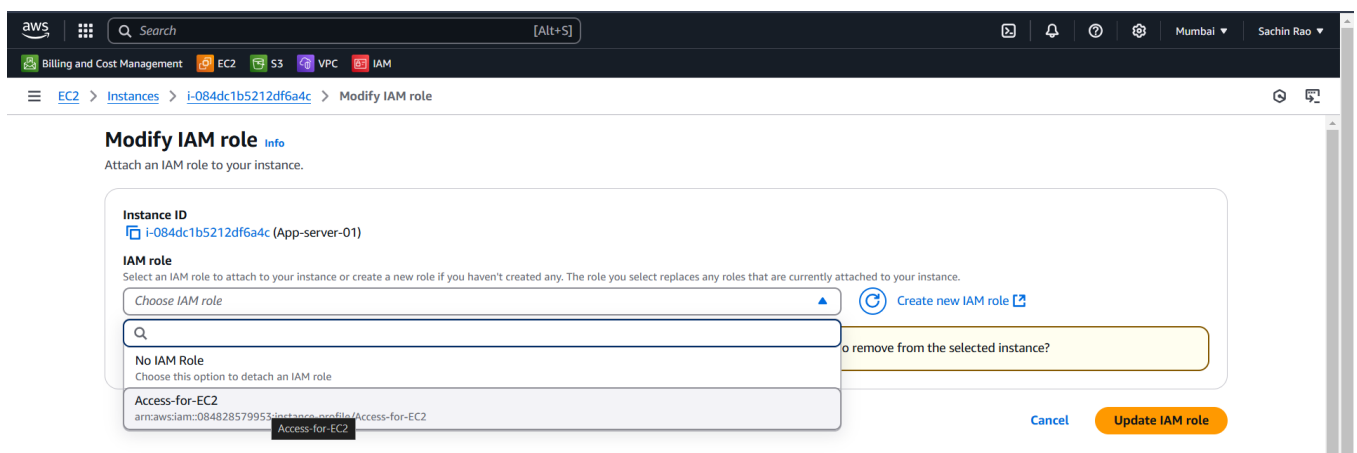 aws Search [Alt+S] Mumbai ▼ Sachin Rao ▼
Billing and Cost Management EC2 S3 VPC IAM
EC2 > Instances > i-084dc1b5212df6a4c > Modify IAM role
Modify IAM role Info
Attach an IAM role to your instance.
Instance ID
i-084dc1b5212df6a4c (App-server-01)
IAM role
Select an IAM role to attach to your instance or create a new role if you haven't created any. The role you select replaces any roles that are currently attached to your instance.
Choose IAM role Create new IAM role
o remove from the selected instance?
No IAM Role
Choose this option to detach an IAM role
Access-for-EC2
arn:aws:iam::084828579953:instance-profile/Access-for-EC2
Access-for-EC2
Cancel Update IAM role